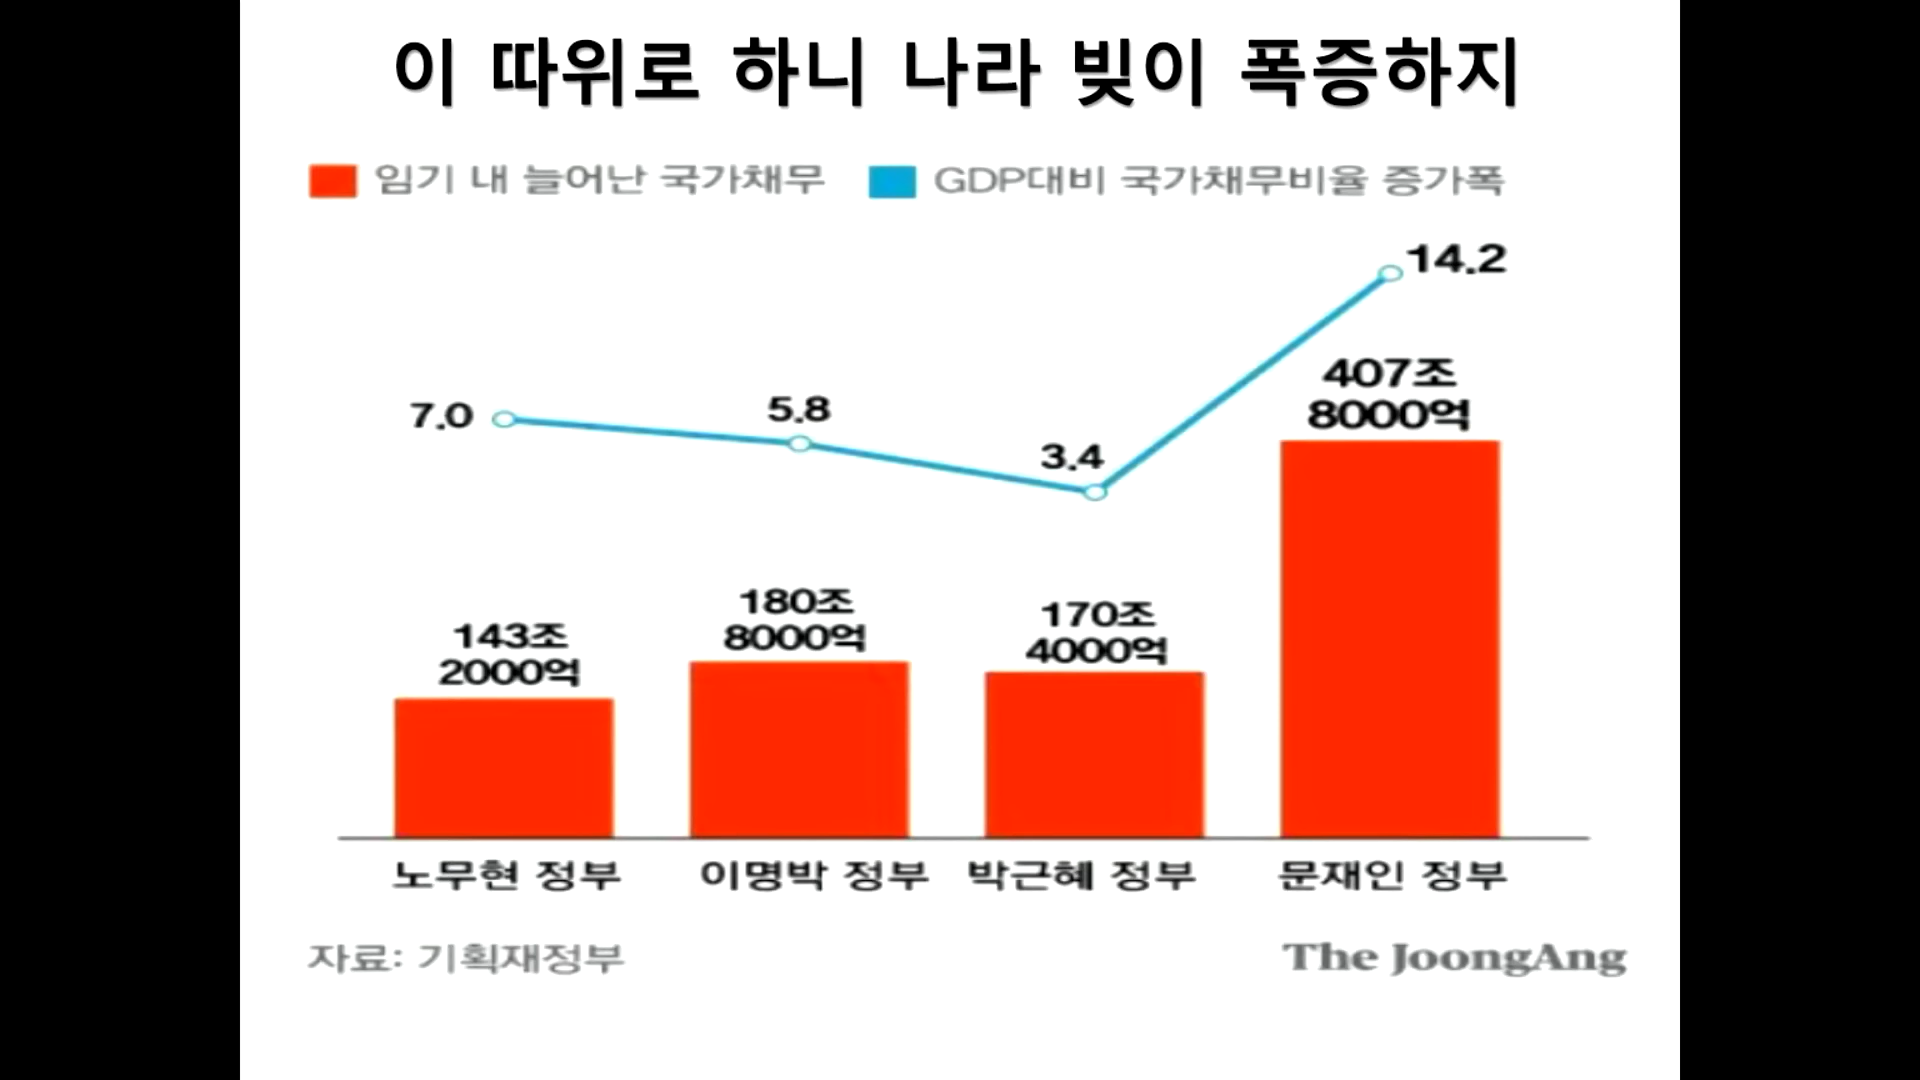 이 따위로 하니 나라 빚이 폭증하지
임기 내 늘어난 국가채무
GDP대비 국가채무비율 증가폭
14.2
407조
8000억
7.0
5.8
3.4
180조
8000억
170조
4000억
143조
2000억
노무현 정부
이명박 정부
박근혜 정부
문재인 정부
자료: 기획재정부
The JoongAng